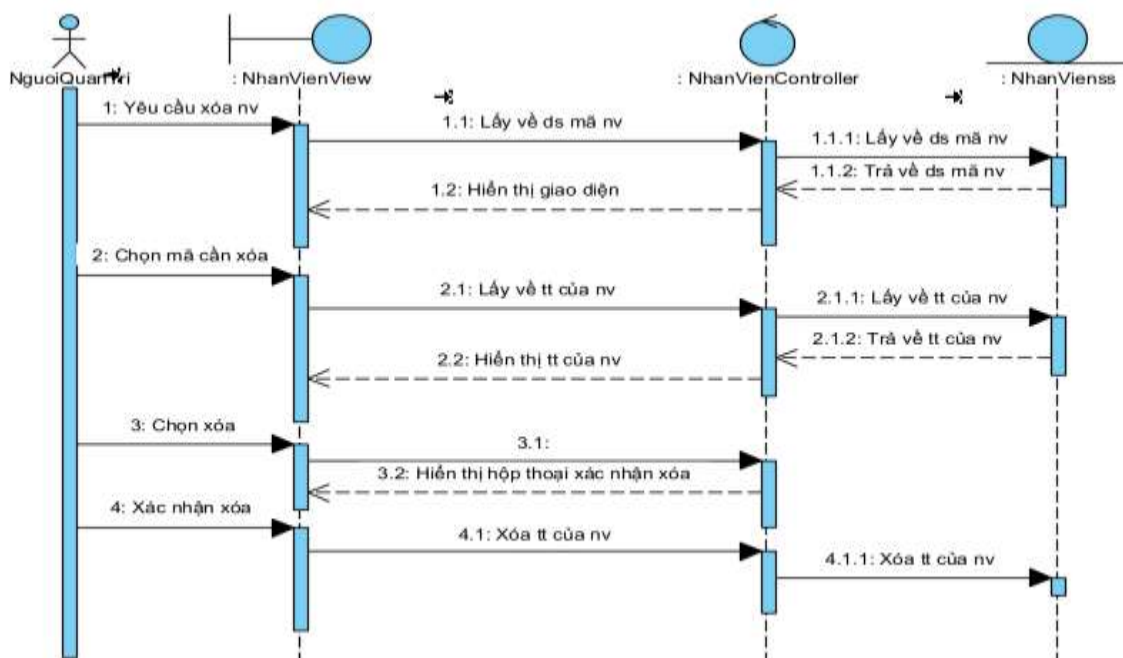 NguoiQuanTri
: NhanVienView
: NhanVienController
: NhanVienss
1: Yêu cầu xóa nv
1.1: Lấy về ds mã nv
1.1.1: Lấy về ds mã nv
1.1.2: Trả về ds mã nv
1.2: Hiển thị giao diện
2: Chọn mã cần xóa
2.1: Lấy về tt của nv
2.1.1: Lấy về tt của nv
2.1.2: Trả về tt của nv
2.2: Hiển thị tt của nv
3: Chọn xóa
3.1:
3.2: Hiển thị hộp thoại xác nhận xóa
4: Xác nhận xóa
4.1: Xóa tt của nv
4.1.1: Xóa tt của nv